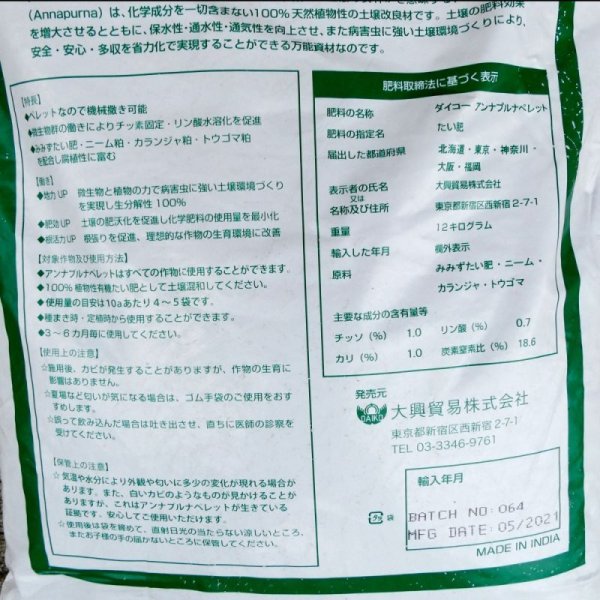 (Annapurna)は、化学成分を一切含まない100%天然植物性の土壌改良材です。土壌の肥料効果
を増大させるとともに、保水性・通水性・通気性を向上させ、また病害虫に強い土壌環境づくりにより、
安全・安心・多収を省力化で実現することができる万能資材なのです。
【特長】
◆ペレットなので機械撒き可能
◆微生物群の働きによりチッ素固定・リン酸水溶化を促進
◆みみずたい肥・ニーム粕・カランジャ粕・トウゴマ粕
を配合し腐植性に富む
【働き】
◆地力UP 微生物と植物の力で病害虫に強い土壌環境づくり
を実現し生分解性 100%
◆肥効UP 土壌の肥沃化を促進し化学肥料の使用量を最小化
◆根活力UP 根張りを促進、理想的な作物の生育環境に改善
【対象作物及び使用方法】
◆アンナプルナペレットはすべての作物に使用することができます。
◆100%植物性有機たい肥として土壌混和してください。
◆使用量の目安は10aあたり4～5袋です。
◆種まき時・定植時から使用することができます。
◆3～6カ月毎に使用してください。
【使用上の注意】
☆施用後、カビが発生することがありますが、作物の生育に
影響はありません。
☆夏場など匂いが気になる場合は、ゴム手袋のご使用をおす
すめします。
☆誤って飲み込んだ場合は吐き出させ、直ちに医師の診察を
受けてください。
【保管上の注意】
☆気温や水分により外観や匂いに多少の変化が現れる場合が
あります。また、白いカビのようなものが見かけることが
ありますが、これはアンナプルナペレットが生きている
証拠です。安心してご使用いただけます。
☆使用後は袋を締めて、直射日光の当たらない涼しいところ、
またお子様の手の届かないところに保管してください。
肥料取締法に基づく表示
肥料の名称 ダイコー アンナプルナペレット
肥料の指定名 たい肥
届出した都道府県 北海道・東京・神奈川・
大阪・福岡
表示者の氏名 大興貿易株式会社
又は
名称及び住所 東京都新宿区西新宿2-7-1
重量 12キログラム
輸入した年月 欄外表示
原料 みみずたい肥・ニーム・
カランジャ・トウゴマ
主要な成分の含有量等
チッソ(%) 1.0 リン酸(%) 0.7
カリ(%) 1.0 炭素窒素比(%) 18.6
発売元
DAIKO 大興貿易株式会社
東京都新宿区西新宿 2-7-1
TEL 03-3346-9761
輸入年月
袋
BATCH NO: 064
MFG DATE: 05/2021
MADE IN INDIA